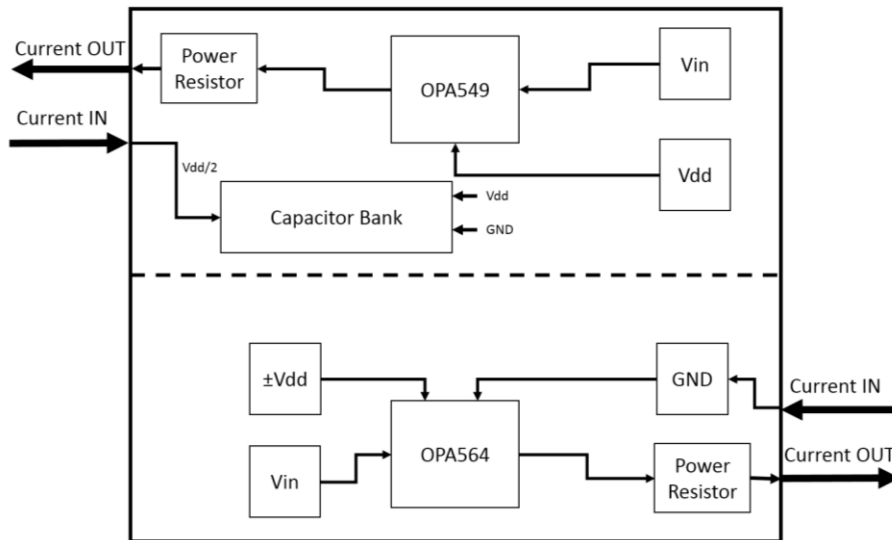 Current OUT
Power
Resistor
OPA549
Vin
Current IN
Vdd/2
Vdd
Capacitor Bank
Vdd
GND
±Vdd
GND
Current IN
OPA564
Vin
Power
Resistor
Current OUT